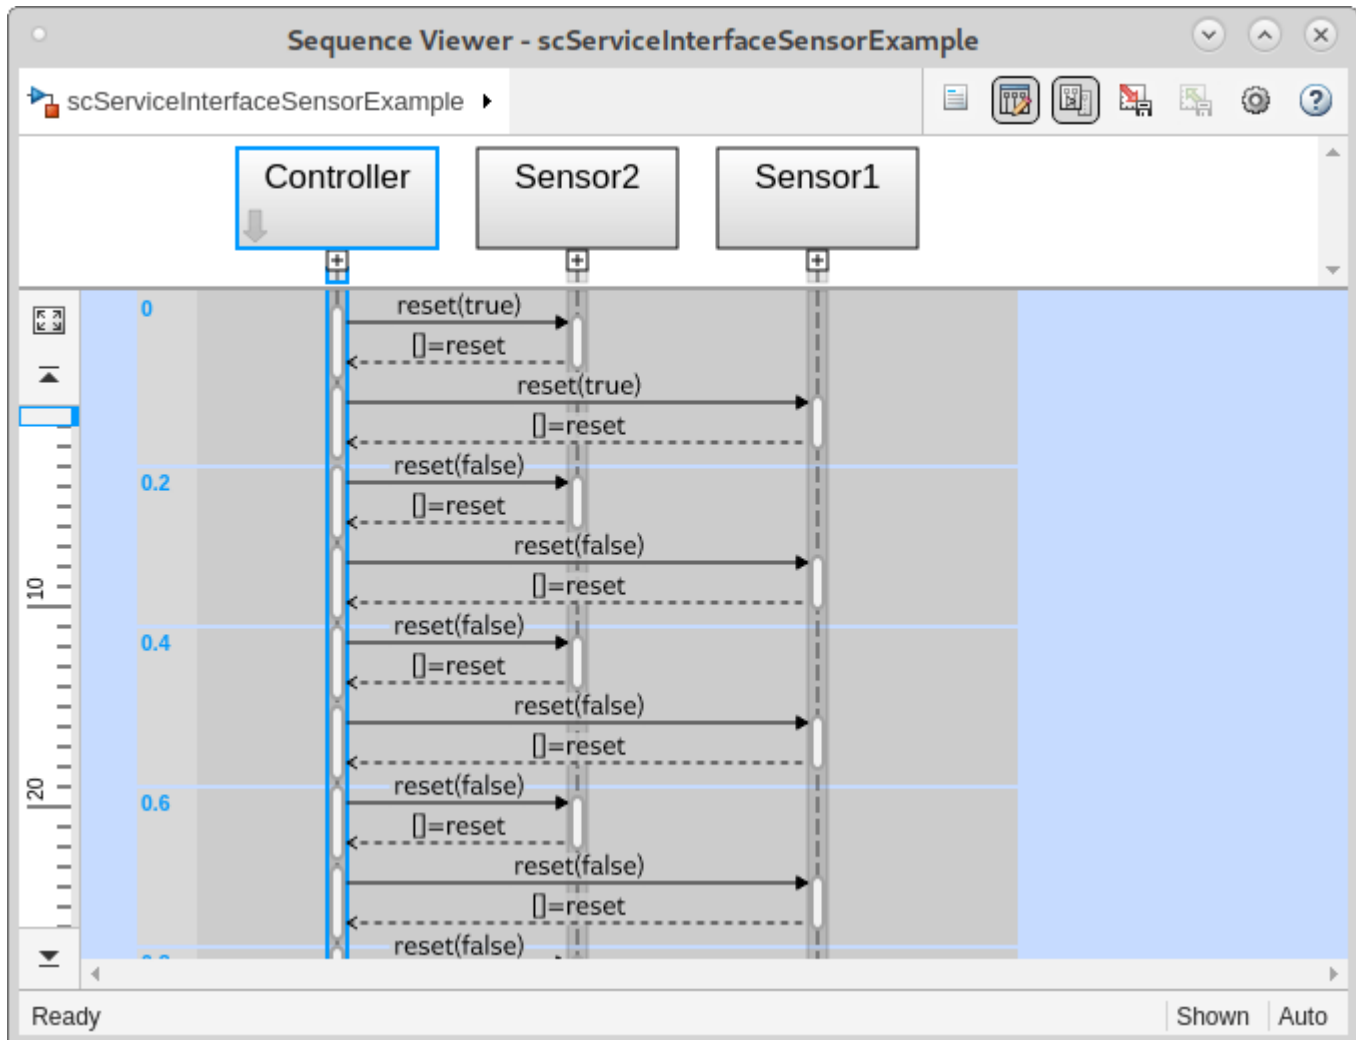 Sequence Viewer - scServiceInterfaceSensorExample
scServiceInterfaceSensorExample
Controller Sensor2 Sensor1
0 reset(true)
[]=reset
reset(true)
[]=reset
0.2 reset(false)
[]=reset
reset(false)
10 []=reset
0.4 reset(false)
[]=reset
reset(false)
[]=reset
20 0.6 reset(false)
[]=reset
reset(false)
[]=reset
reset(false)
Ready Shown Auto